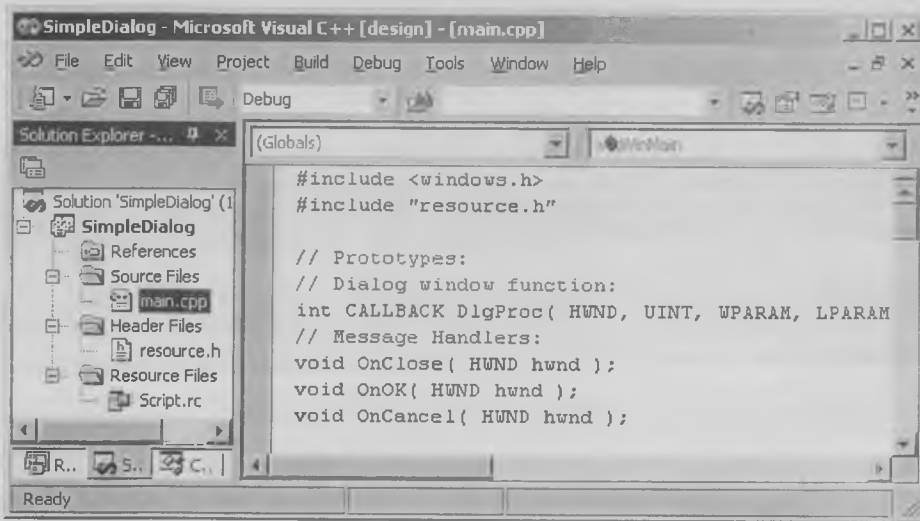 SimpleDialog - Microsoft Visual C++ [design] - [main.cpp]
File Edit View Project Build Debug Tools Window Help
Debug
Solution Explorer -...
(Globals)
WinMain
Solution 'SimpleDialog' (1
SimpleDialog
References
Source Files
main.cpp
Header Files
resource.h
Resource Files
Script.rc
R.. S.. C..
#include <windows.h>
#include "resource.h"
// Prototypes:
// Dialog window function:
int CALLBACK DlgProc( HWND, UINT, WPARAM, LPARAM
// Message Handlers:
void OnClose( HWND hwnd );
void OnOK( HWND hwnd );
void OnCancel( HWND hwnd );
Ready